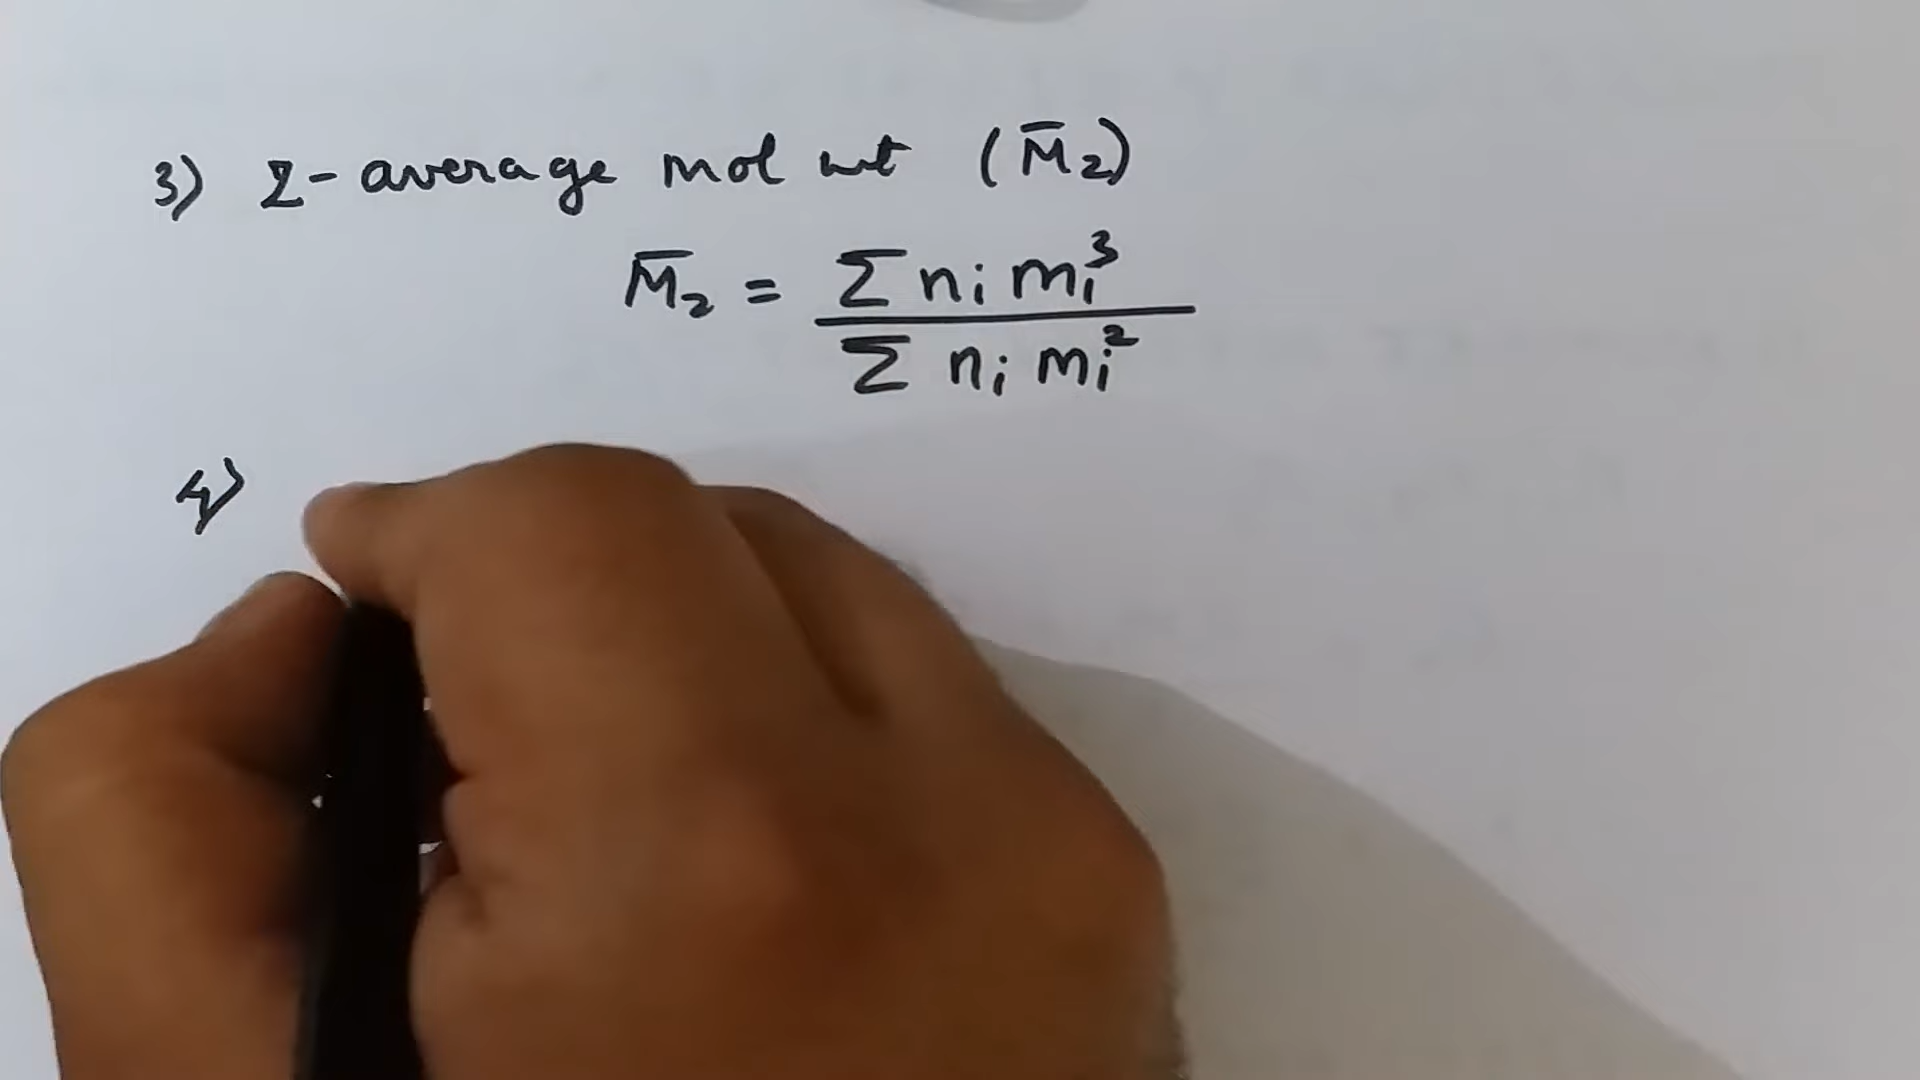 3) Z-average mol wt (M̄z)
M̄z = Σ nᵢ mᵢ³ / Σ nᵢ mᵢ²
4)